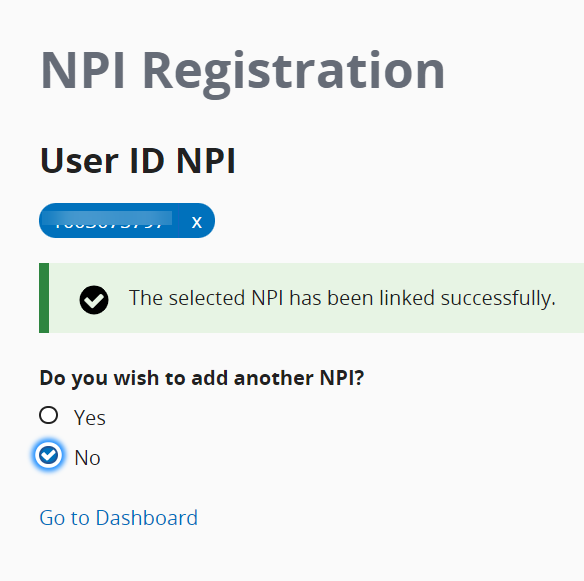 NPI Registration
User ID NPI
x
The selected NPI has been linked successfully.
Do you wish to add another NPI?
Yes
No
Go to Dashboard